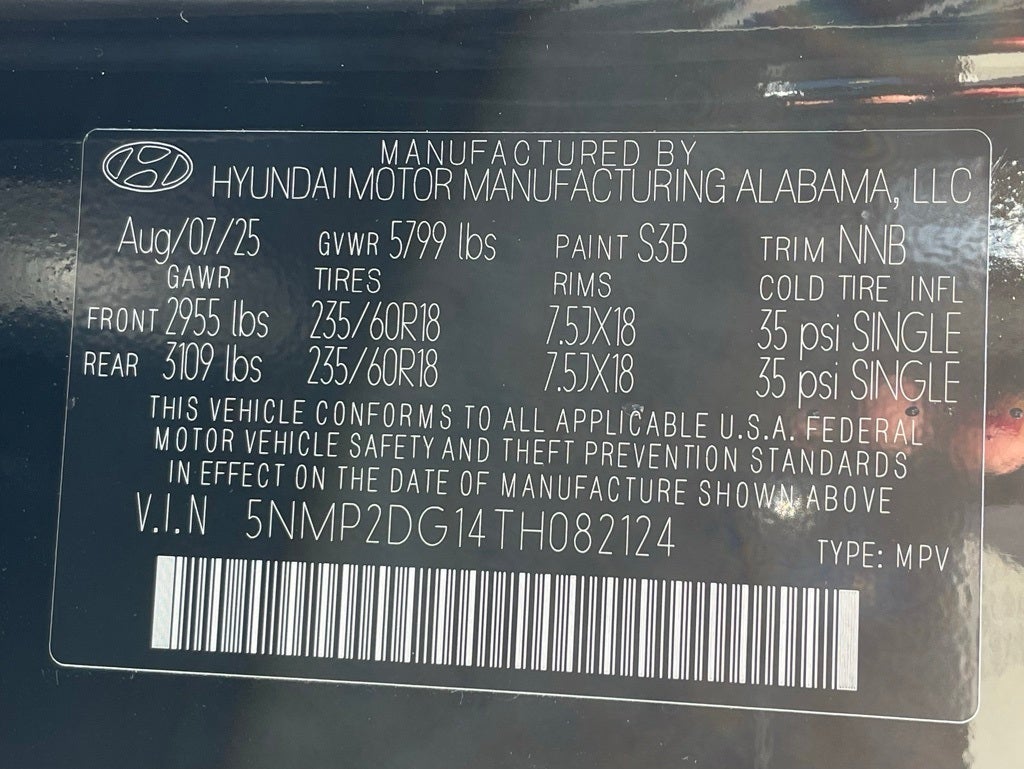 MANUFACTURED BY
HYUNDAI MOTOR MANUFACTURING ALABAMA, LLC
Aug/07/25 GVWR 5799 lbs PAINT S3B TRIM NNB
GAWR TIRES RIMS COLD TIRE INFL
FRONT 2955 lbs 235/60R18 7.5JX18 35 psi SINGLE
REAR 3109 lbs 235/60R18 7.5JX18 35 psi SINGLE
THIS VEHICLE CONFORMS TO ALL APPLICABLE U.S.A. FEDERAL
MOTOR VEHICLE SAFETY AND THEFT PREVENTION STANDARDS
IN EFFECT ON THE DATE OF MANUFACTURE SHOWN ABOVE
V.I.N 5NMP2DG14TH082124 TYPE: MPV